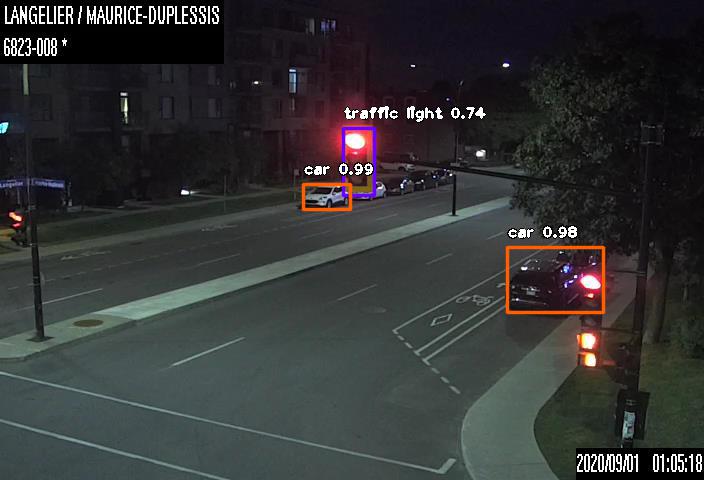 LANGELIER / MAURICE-DUPLESSIS
6823-008 *
traffic light 0.74
car 0.99
car 0.98
Langelier
2020/09/01 01:05:18